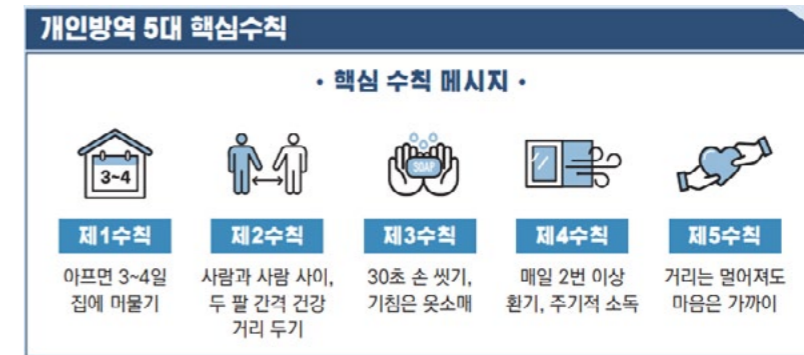 개인방역 5대 핵심수칙
· 핵심 수칙 메시지 ·
3~4
SOAP
제1수칙
아프면 3~4일
집에 머물기
제2수칙
사람과 사람 사이,
두 팔 간격 건강
거리 두기
제3수칙
30초 손 씻기,
기침은 옷소매
제4수칙
매일 2번 이상
환기, 주기적 소독
제5수칙
거리는 멀어져도
마음은 가까이